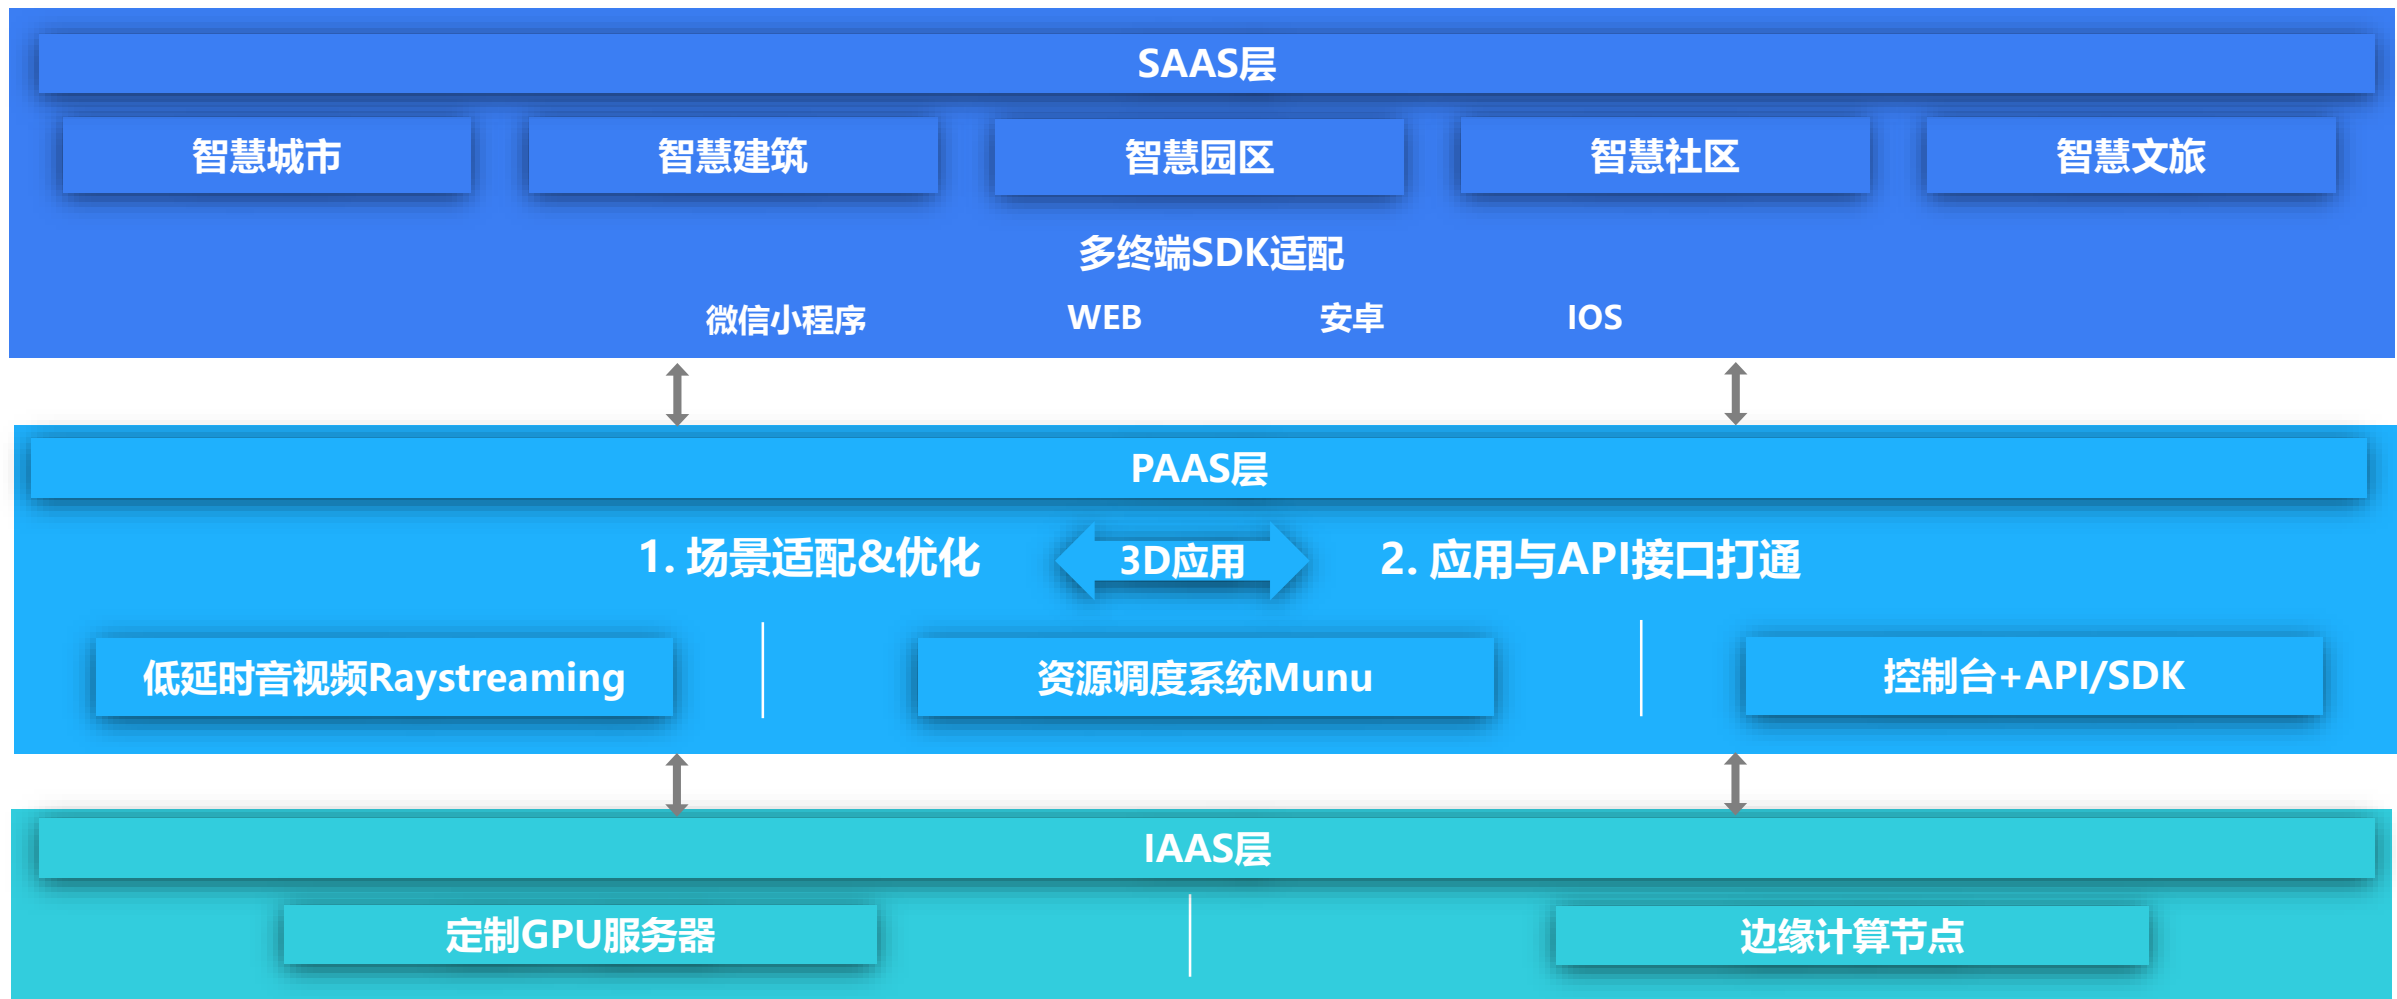 SAAS层
智慧城市
智慧建筑
智慧园区
智慧社区
智慧文旅
多终端SDK适配
微信小程序
WEB
安卓
IOS
PAAS层
1. 场景适配&优化
3D应用
2. 应用与API接口打通
低延时音视频Raystreaming
资源调度系统Munu
控制台+API/SDK
IAAS层
定制GPU服务器
边缘计算节点